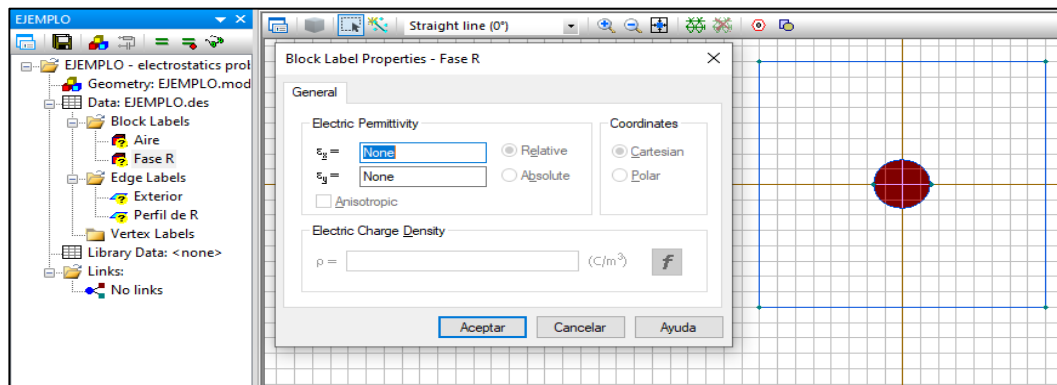 EJEMPLO
EJEMPLO - electrostatics prol
Geometry: EJEMPLO.mod
Data: EJEMPLO.des
Block Labels
Aire
Fase R
Edge Labels
Exterior
Perfil de R
Vertex Labels
Library Data: <none>
Links:
No links
Straight line (0°)
Block Label Properties - Fase R
General
Electric Permittivity
εx = None
εy = None
Relative
Absolute
Anisotropic
Coordinates
Cartesian
Polar
Electric Charge Density
ρ = (C/m³) f
Aceptar Cancelar Ayuda